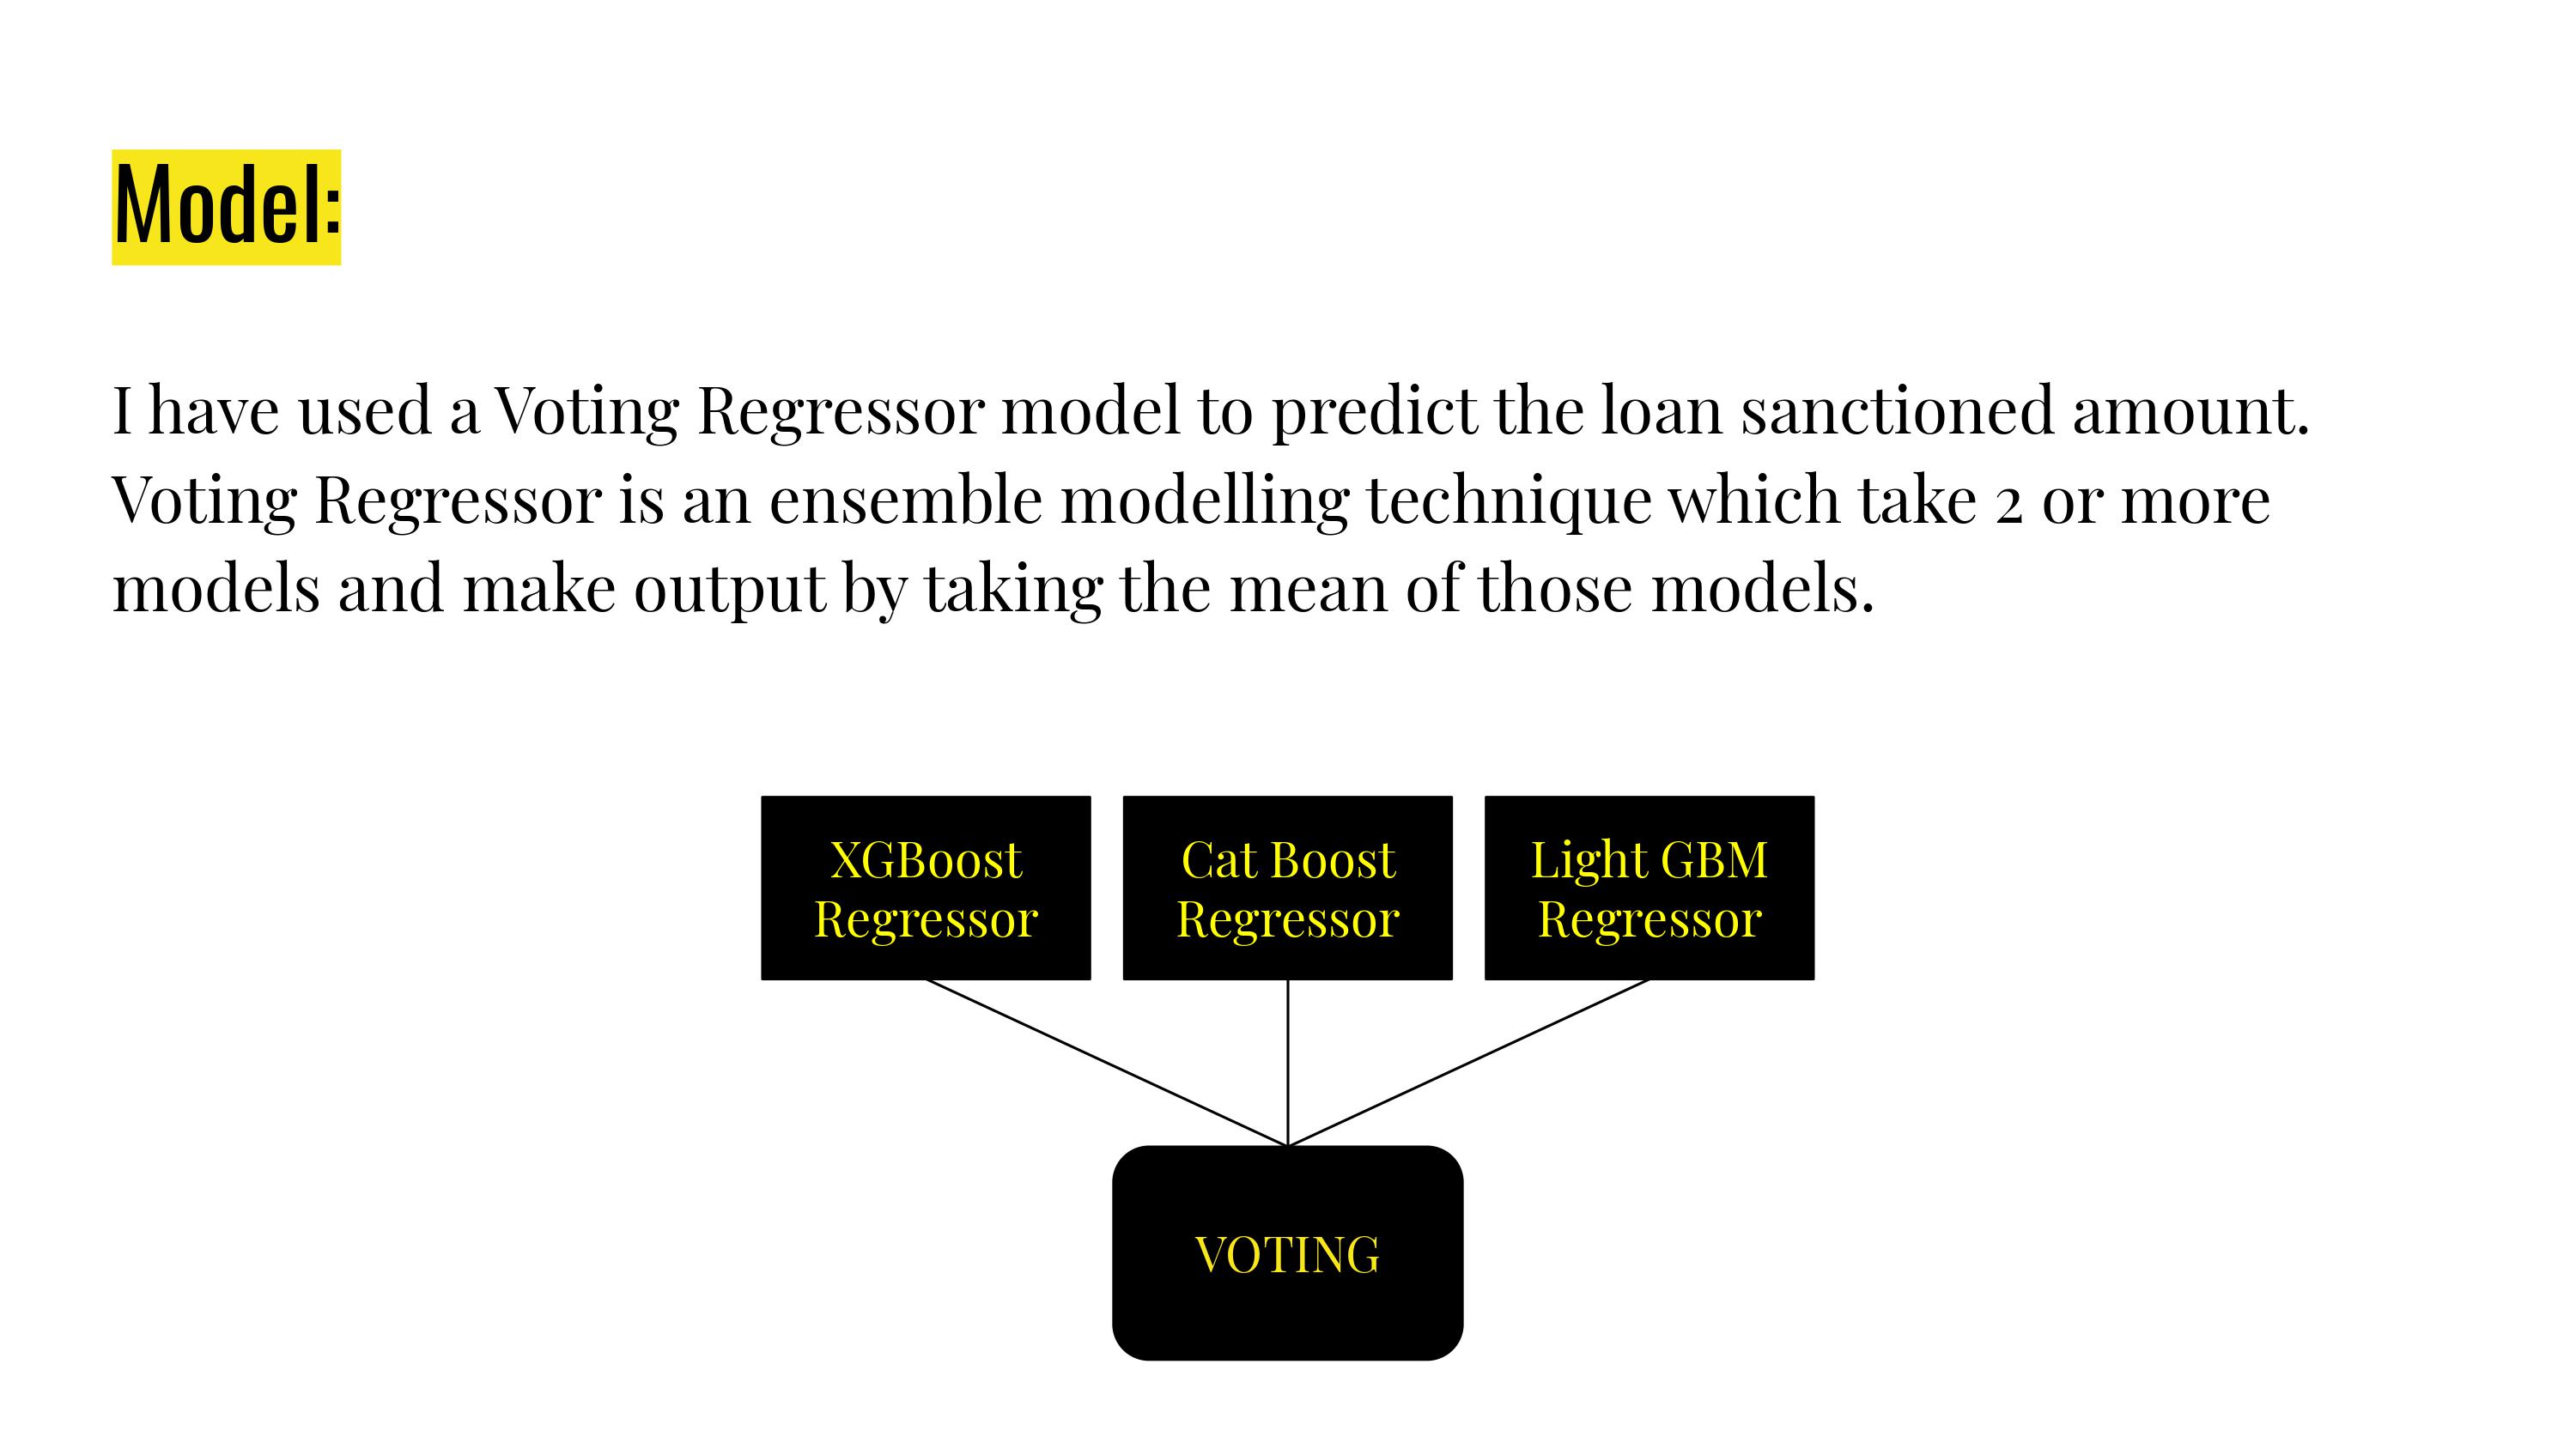 Model:
I have used a Voting Regressor model to predict the loan sanctioned amount.
Voting Regressor is an ensemble modelling technique which take 2 or more
models and make output by taking the mean of those models.
XGBoost
Regressor
Cat Boost
Regressor
Light GBM
Regressor
VOTING